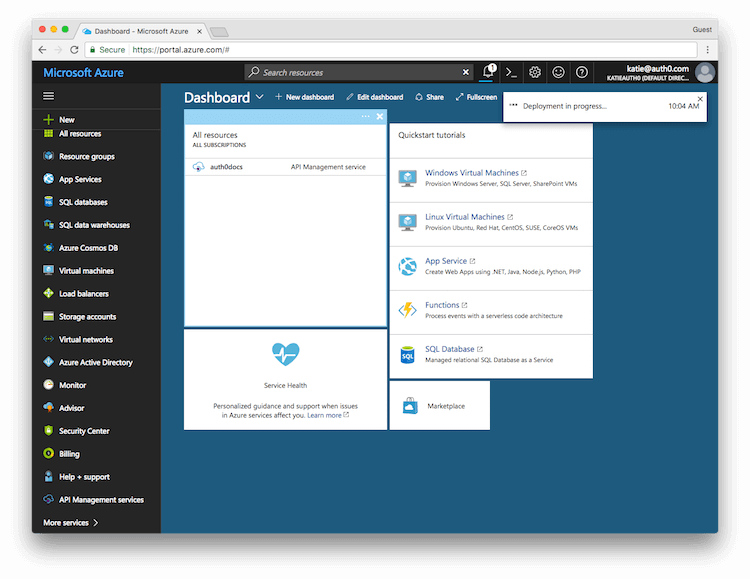 Dashboard - Microsoft Azure
Guest
Secure
https://portal.azure.com/#
Microsoft Azure
Search resources
1
katie@auth0.com
KATIEAUTH0 (DEFAULT DIREC...
New
All resources
Resource groups
App Services
SQL databases
SQL data warehouses
Azure Cosmos DB
Virtual machines
Load balancers
Storage accounts
Virtual networks
Azure Active Directory
Monitor
Advisor
Security Center
Billing
Help + support
API Management services
More services
Dashboard
New dashboard
Edit dashboard
Share
Fullscreen
Deployment in progress...
10:04 AM
All resources
ALL SUBSCRIPTIONS
auth0docs
API Management service
Service Health
Personalized guidance and support when issues
in Azure services affect you. Learn more
Quickstart tutorials
Windows Virtual Machines
Provision Windows Server, SQL Server, SharePoint VMs
Linux Virtual Machines
Provision Ubuntu, Red Hat, CentOS, SUSE, CoreOS VMs
App Service
Create Web Apps using .NET, Java, Node.js, Python, PHP
Functions
Process events with a serverless code architecture
SQL
SQL Database
Managed relational SQL Database as a Service
Marketplace